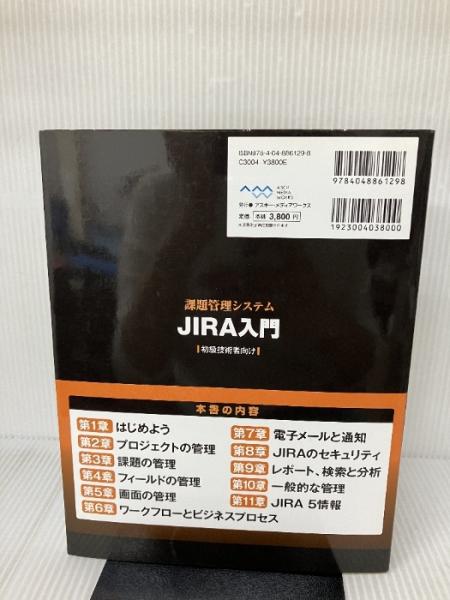 ISBN978-4-04-886129-8
C3004 ¥3800E
9784048861298
1923004038000
ASCII
MEDIA
WORKS
発行●アスキー・メディアワークス
定価 本体 3,800円
課題管理システム
JIRA入門
初級技術者向け
本書の内容
第1章 はじめよう
第2章 プロジェクトの管理
第3章 課題の管理
第4章 フィールドの管理
第5章 画面の管理
第6章 ワークフローとビジネスプロセス
第7章 電子メールと通知
第8章 JIRAのセキュリティ
第9章 レポート、検索と分析
第10章 一般的な管理
第11章 JIRA 5情報